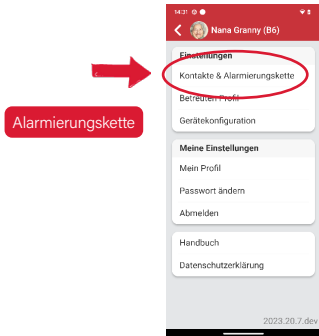 14:31
Nana Granny (B6)
Einstellungen
Kontakte & Alarmierungskette
Alarmierungskette
Betreuten Profil
Gerätekonfiguration
Meine Einstellungen
Mein Profil
Passwort ändern
Abmelden
Handbuch
Datenschutzerklärung
2023.20.7.dev